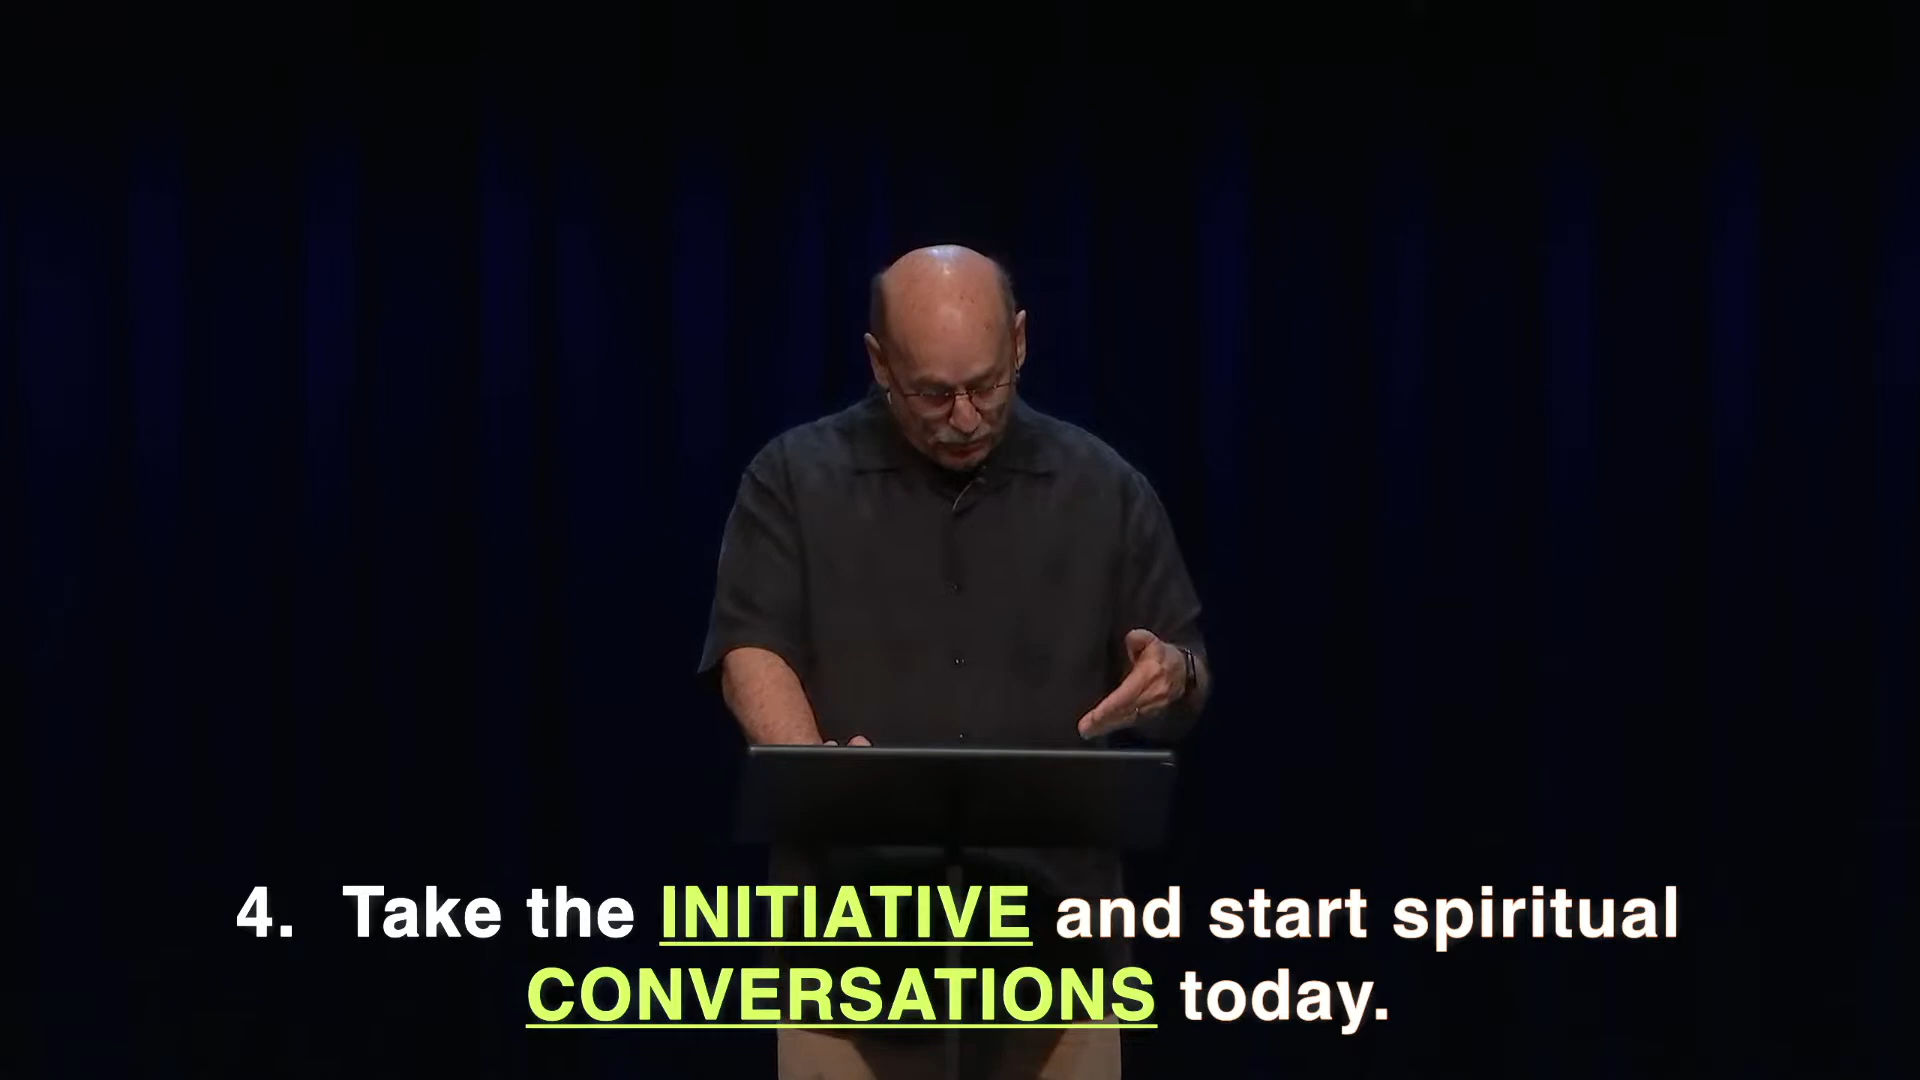 4. Take the INITIATIVE and start spiritual
CONVERSATIONS today.